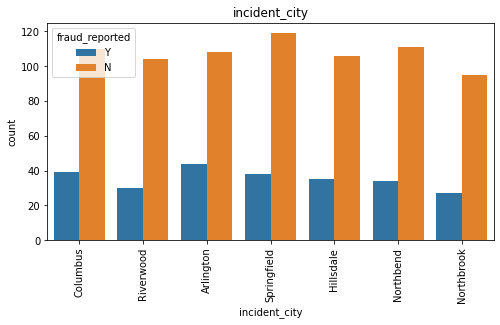 incident_city
fraud_reported
Y
N
120
100
80
60
40
20
0
count
Columbus
Riverwood
Arlington
Springfield
Hillsdale
Northbend
Northbrook
incident_city